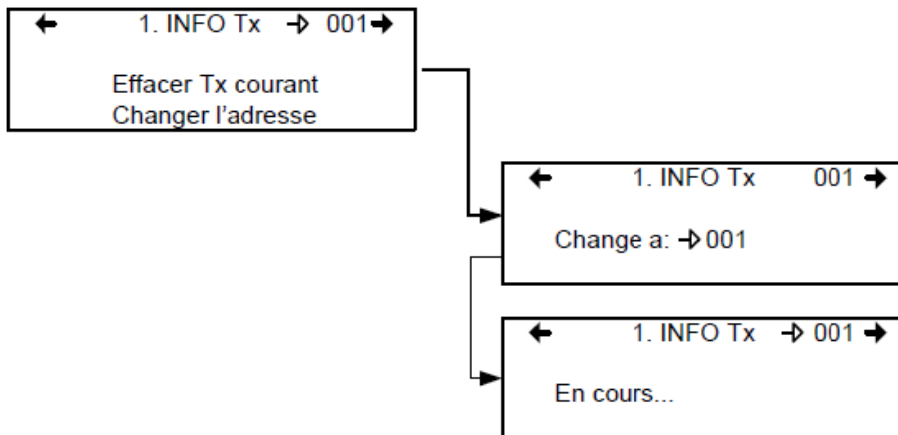 1. INFO Tx 001
Effacer Tx courant
Changer l'adresse
1. INFO Tx 001
Change a: 001
1. INFO Tx 001
En cours...